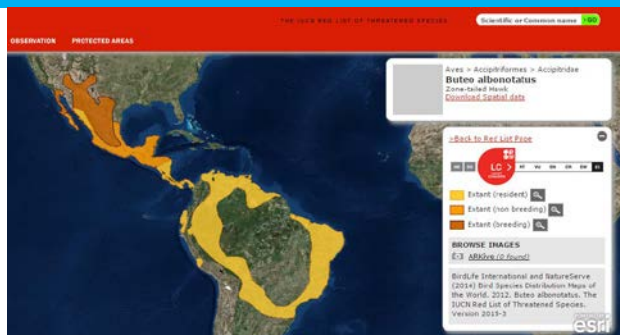 THE IUCN RED LIST OF THREATENED SPECIES
Scientific or Common name >GO
OBSERVATION PROTECTED AREAS
Aves > Accipitriformes > Accipitridae
Buteo albonotatus
Zone-tailed Hawk
Download Spatial data
>Back to Red List Page
LC >
Extant (resident)
Extant (non breeding)
Extant (breeding)
BROWSE IMAGES
ARKive (0 found)
BirdLife International and NatureServe
(2014) Bird Species Distribution Maps of
the World. 2012. Buteo albonotatus. The
IUCN Red List of Threatened Species.
Version 2015-3
esri